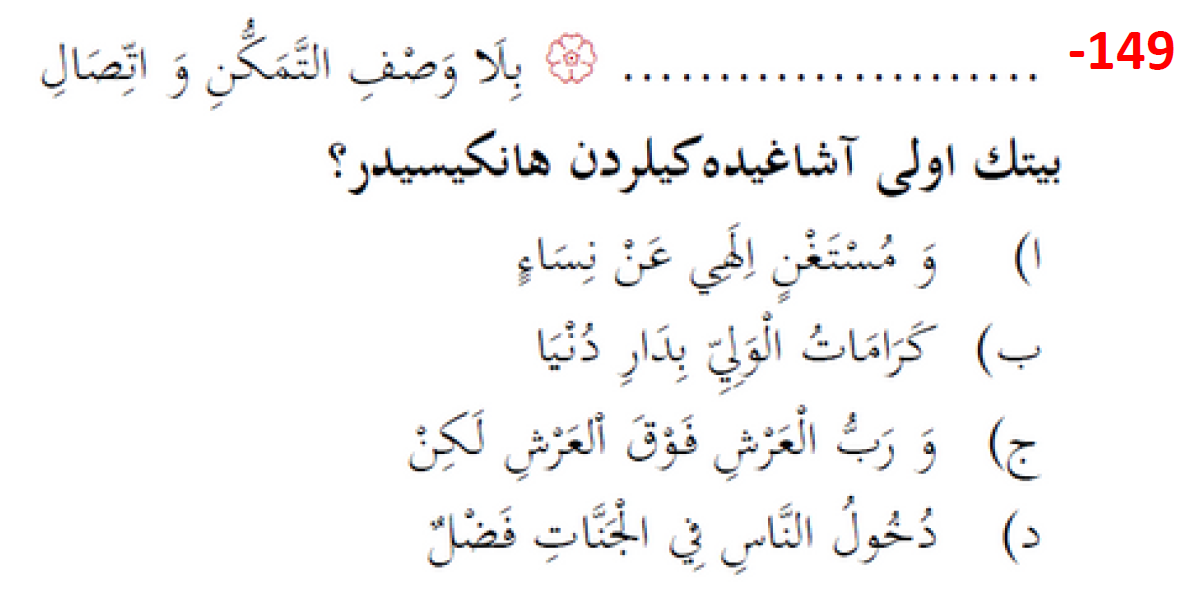 149- ...................... بِلَا وَصْفِ التَّمَكُّنِ وَ اتِّصَالِ
بيتك اولى آشاغيده‌كيلردن هانكيسيدر؟
ا) وَ مُسْتَغْنٍ اِلَهِي عَنْ نِسَاءٍ
ب) كَرَامَاتُ الْوَلِيِّ بِدَارِ دُنْيَا
ج) وَ رَبُّ الْعَرْشِ فَوْقَ الْعَرْشِ لَكِنْ
د) دُخُولُ النَّاسِ فِي الْجَنَّاتِ فَضْلٌ